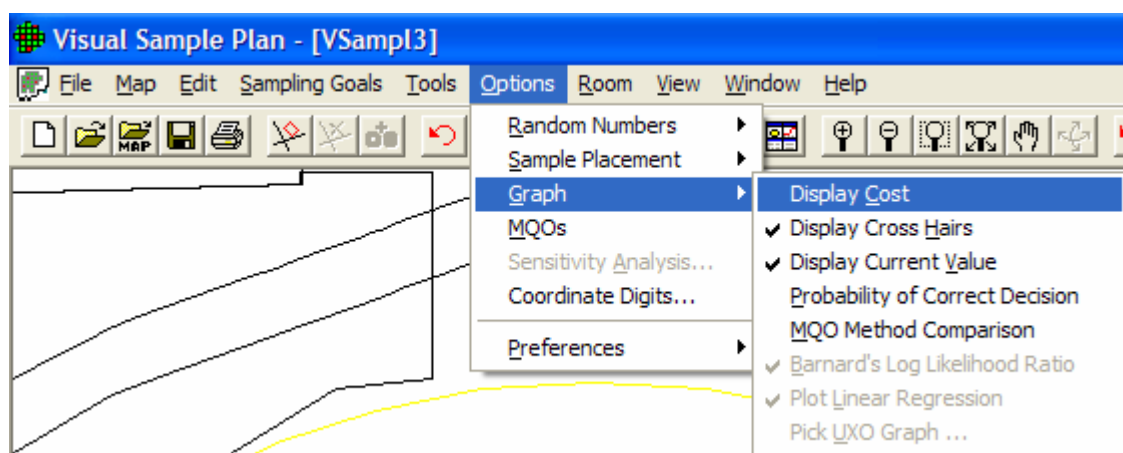 Visual Sample Plan - [VSampl3]
File Map Edit Sampling Goals Tools Options Room View Window Help
MAP
Random Numbers
Sample Placement
Graph
MQOs
Sensitivity Analysis...
Coordinate Digits...
Preferences
Display Cost
Display Cross Hairs
Display Current Value
Probability of Correct Decision
MQO Method Comparison
Barnard's Log Likelihood Ratio
Plot Linear Regression
Pick UXO Graph ...